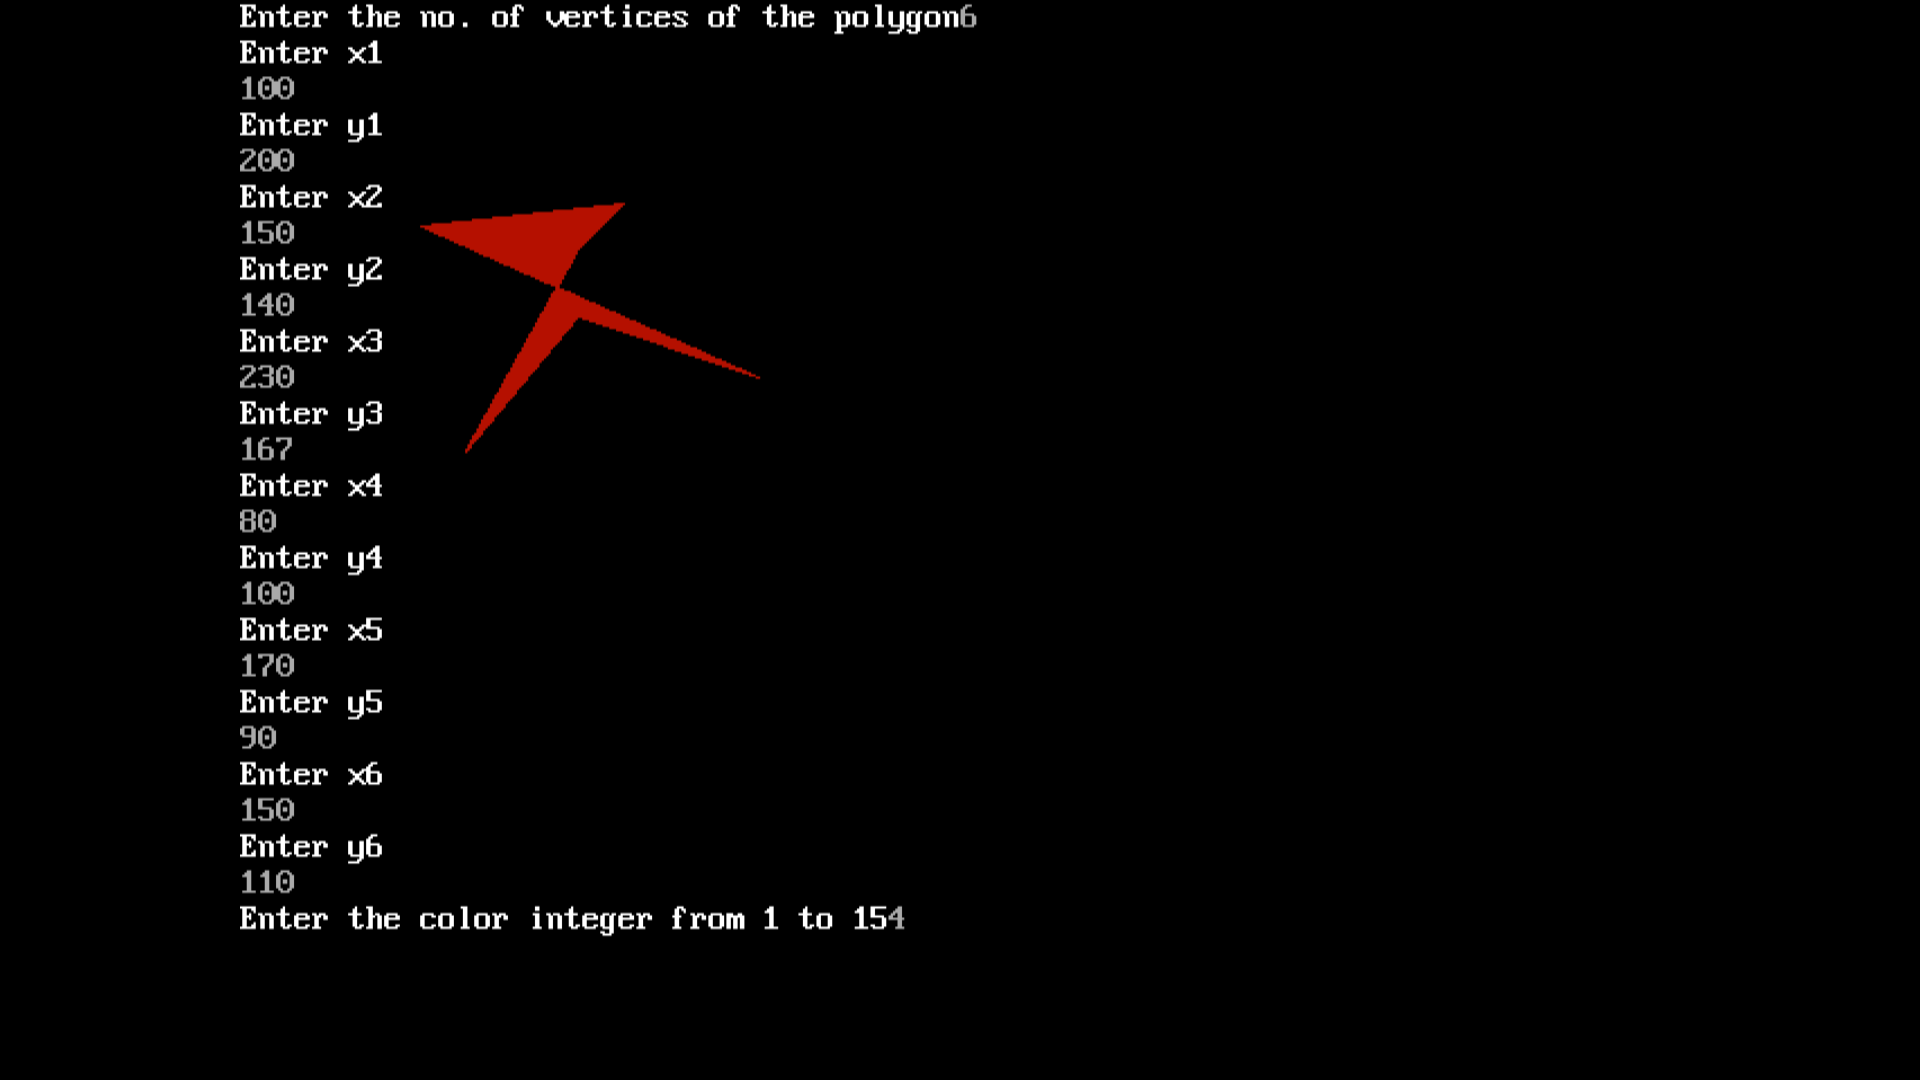 Enter the no. of vertices of the polygon6
Enter x1
100
Enter y1
200
Enter x2
150
Enter y2
140
Enter x3
230
Enter y3
167
Enter x4
80
Enter y4
100
Enter x5
170
Enter y5
90
Enter x6
150
Enter y6
110
Enter the color integer from 1 to 154